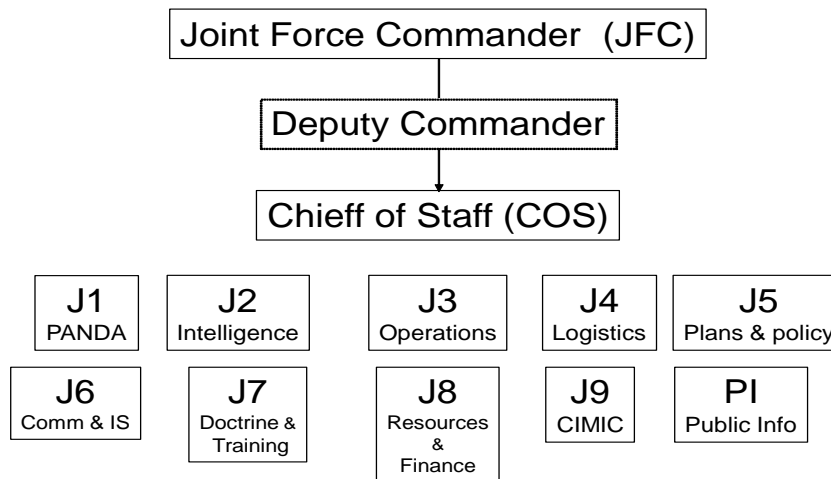 Joint Force Commander (JFC)
Deputy Commander
Chieff of Staff (COS)
J1
PANDA
J2
Intelligence
J3
Operations
J4
Logistics
J5
Plans & policy
J6
Comm & IS
J7
Doctrine &
Training
J8
Resources
&
Finance
J9
CIMIC
PI
Public Info